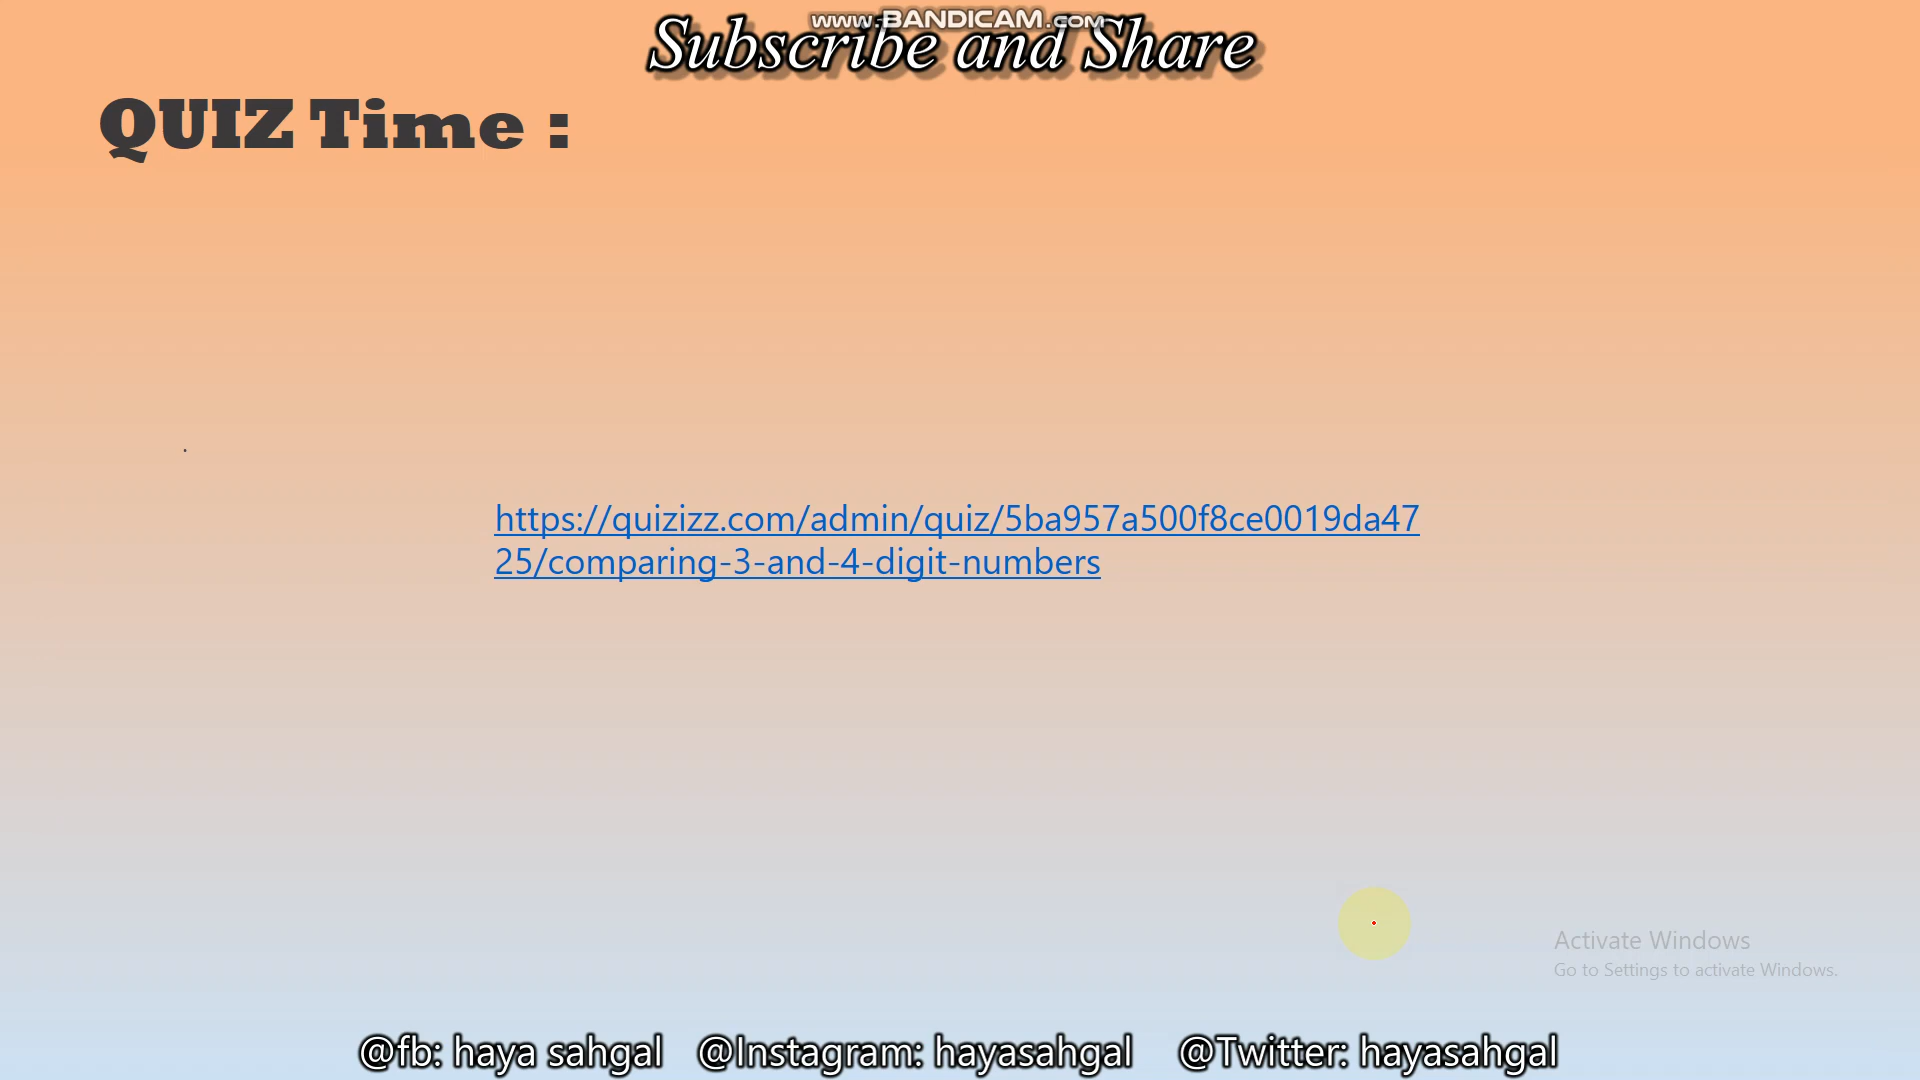 www.BANDICAM.com
Subscribe and Share
QUIZ Time :
.
https://quizizz.com/admin/quiz/5ba957a500f8ce0019da47
25/comparing-3-and-4-digit-numbers
Activate Windows
Go to Settings to activate Windows.
@fb: haya sahgal @Instagram: hayasahgal @Twitter: hayasahgal